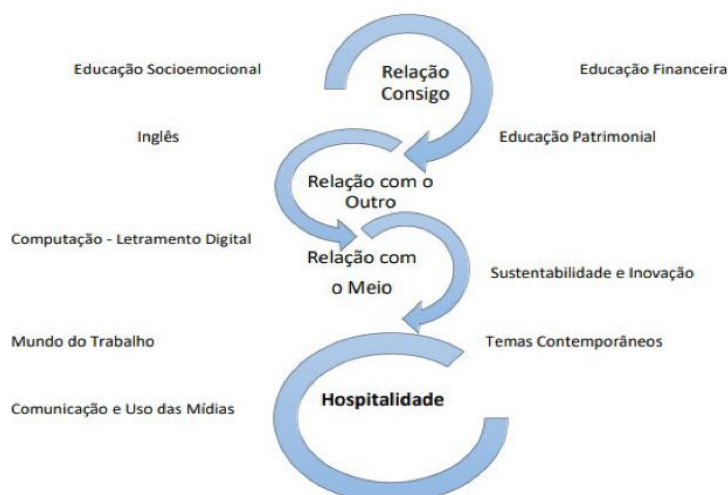 Educação Socioemocional
Relação
Consigo
Educação Financeira
Inglês
Educação Patrimonial
Relação com o
Outro
Computação - Letramento Digital
Relação com
o Meio
Sustentabilidade e Inovação
Mundo do Trabalho
Temas Contemporâneos
Hospitalidade
Comunicação e Uso das Mídias